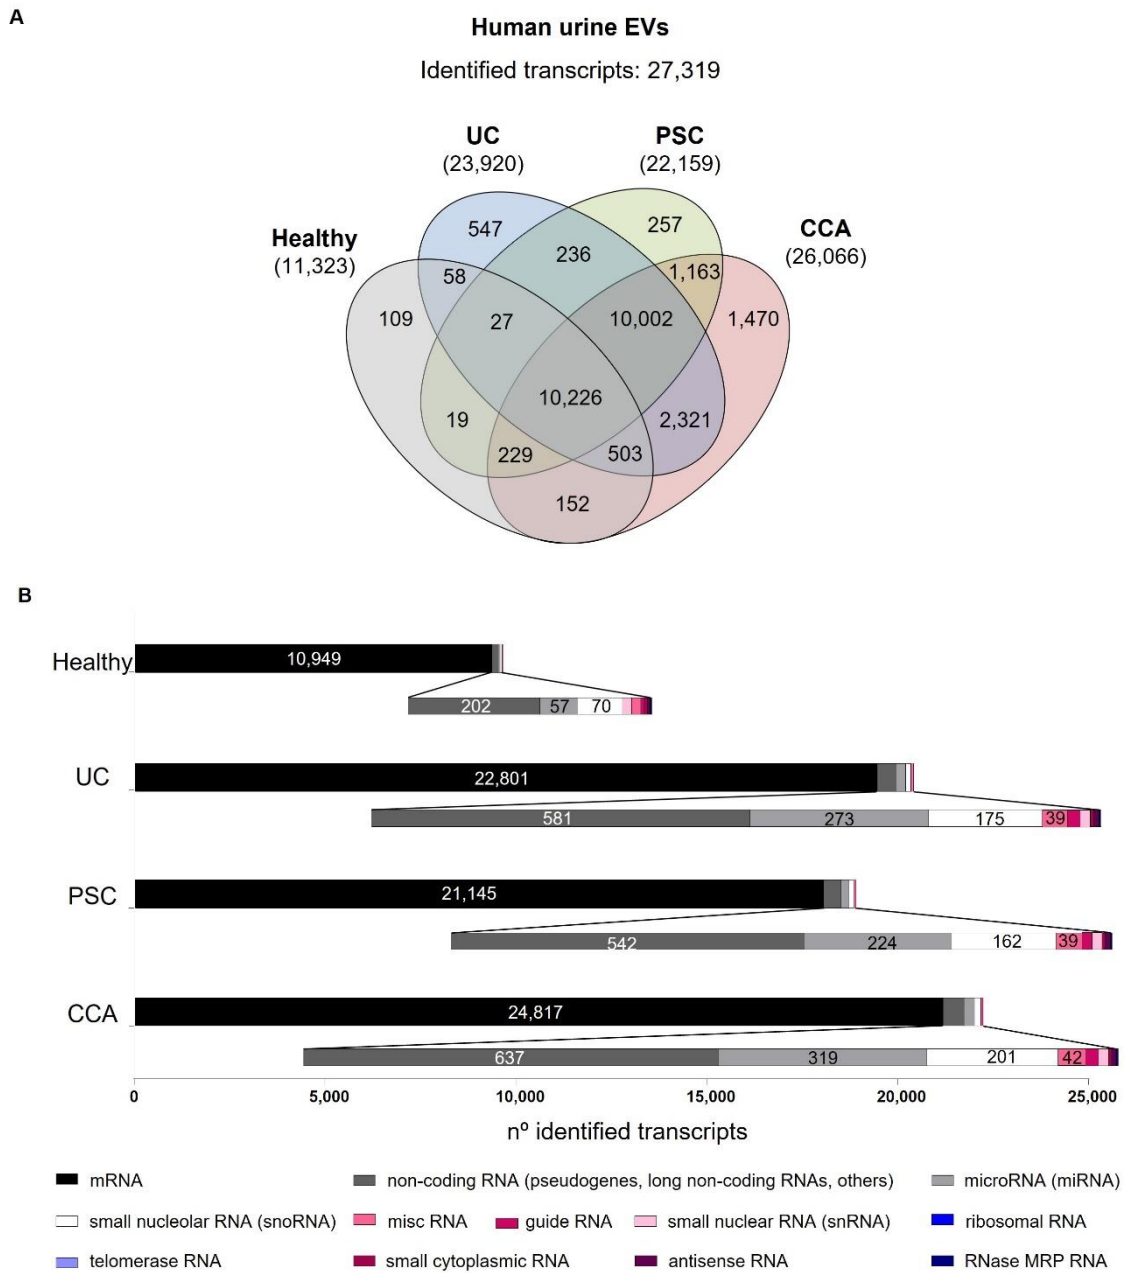 A
Human urine EVs
Identified transcripts: 27,319
UC
(23,920)
PSC
(22,159)
Healthy
(11,323)
CCA
(26,066)
547
236
257
58
1,163
109
27
10,002
1,470
10,226
19
2,321
229
503
152
B
Healthy
10,949
202 57 70
UC
22,801
581 273 175 39
PSC
21,145
542 224 162 39
CCA
24,817
637 319 201 42
0 5,000 10,000 15,000 20,000 25,000
nº identified transcripts
mRNA
non-coding RNA (pseudogenes, long non-coding RNAs, others)
microRNA (miRNA)
small nucleolar RNA (snoRNA)
misc RNA
guide RNA
small nuclear RNA (snRNA)
ribosomal RNA
telomerase RNA
small cytoplasmic RNA
antisense RNA
RNase MRP RNA